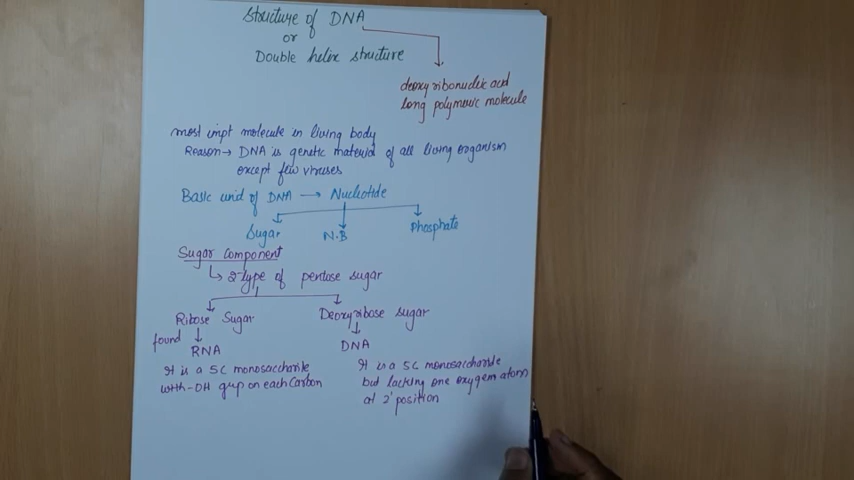 Structure of DNA
or
Double helix structure
deoxyribonucleic acid
long polymeric molecule
most impt molecule in living body
Reason → DNA is genetic material of all living organism
except few viruses
Basic unit of DNA → Nucleotide
Sugar N.B Phosphate
Sugar component
2 type of pentose sugar
Ribose Sugar Deoxyribose sugar
found
RNA DNA
It is a 5C monosaccharide
with -OH grup on each Carbon
It is a 5C monosaccharide
but lacking one oxygen atom
at 2' position